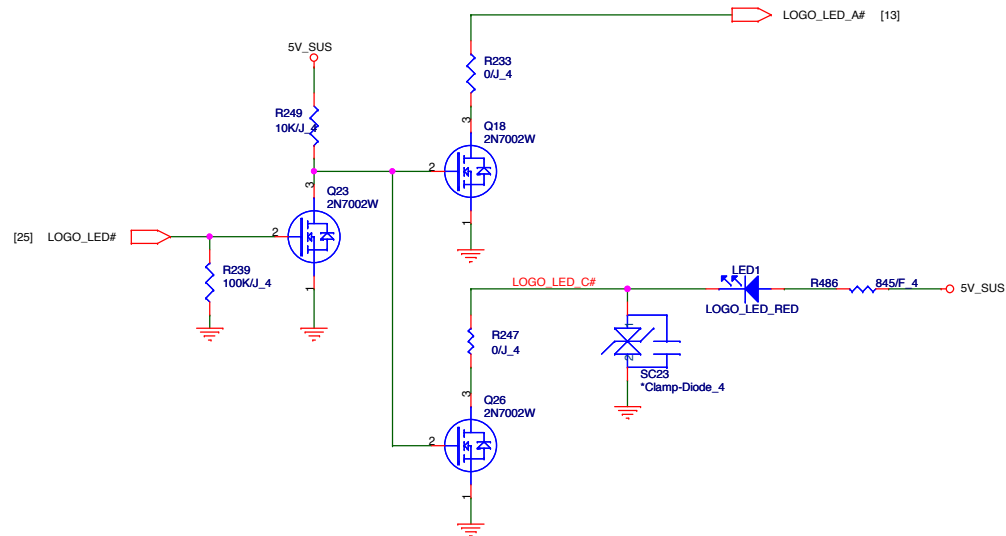 LOGO_LED_A# [13]
5V_SUS
R233
0/J_4
R249
10K/J_4
3
Q18
2N7002W
2
3
Q23
2N7002W
1
[25] LOGO_LED#
2
R239
100K/J_4
1
LOGO_LED_C#
LED1
R486
845/F_4
5V_SUS
LOGO_LED_RED
R247
0/J_4
1
2
SC23
*Clamp-Diode_4
3
Q26
2N7002W
2
1